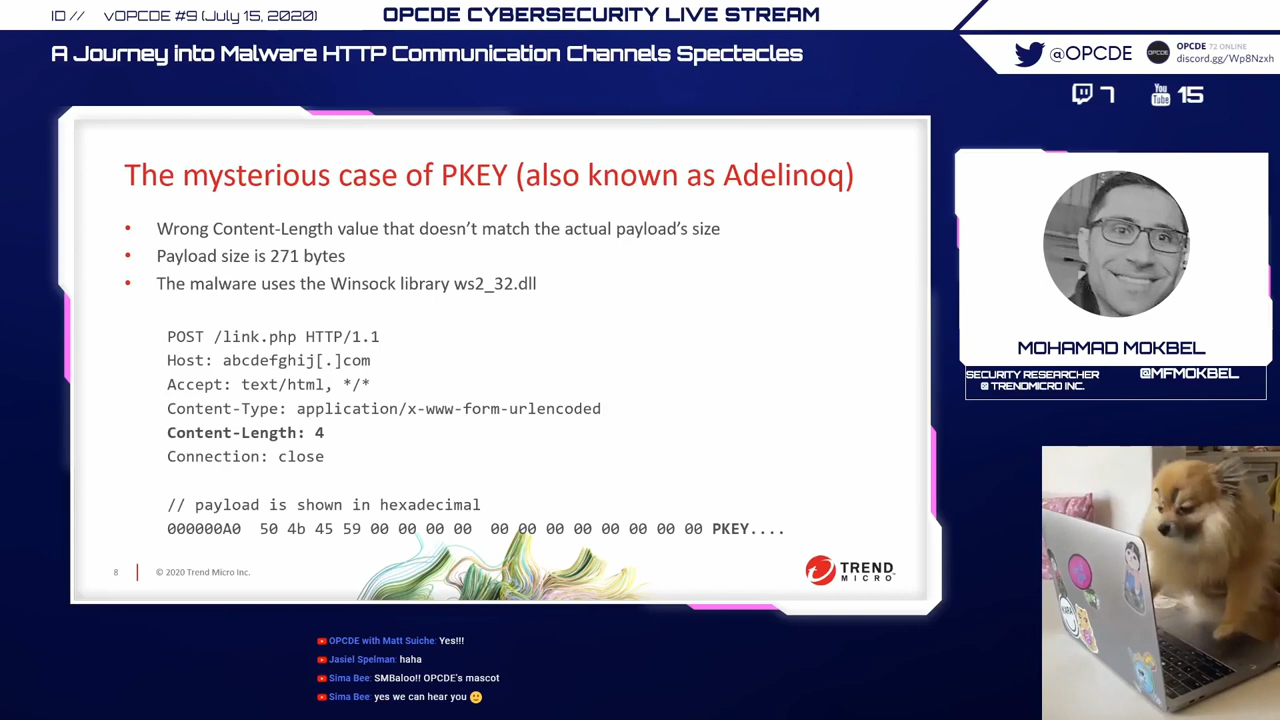 ID // vOPCDE #9 (July 15, 2020)
OPCDE CYBERSECURITY LIVE STREAM
A Journey into Malware HTTP Communication Channels Spectacles
@OPCDE
OPCDE 72 ONLINE
discord.gg/Wp8Nzxh
7
You Tube 15
The mysterious case of PKEY (also known as Adelinoq)
• Wrong Content-Length value that doesn't match the actual payload's size
• Payload size is 271 bytes
• The malware uses the Winsock library ws2_32.dll
POST /link.php HTTP/1.1
Host: abcdefghij[.]com
Accept: text/html, */*
Content-Type: application/x-www-form-urlencoded
Content-Length: 4
Connection: close
// payload is shown in hexadecimal
000000A0 50 4b 45 59 00 00 00 00 00 00 00 00 00 00 00 00 PKEY....
8
© 2020 Trend Micro Inc.
TREND
MICRO
MOHAMAD MOKBEL
SECURITY RESEARCHER
@ TRENDMICRO INC.
@MFMOKBEL
OPCDE with Matt Suiche: Yes!!!
Jasiel Spelman: haha
Sima Bee: SMBaloo!! OPCDE's mascot
Sima Bee: yes we can hear you 🙂